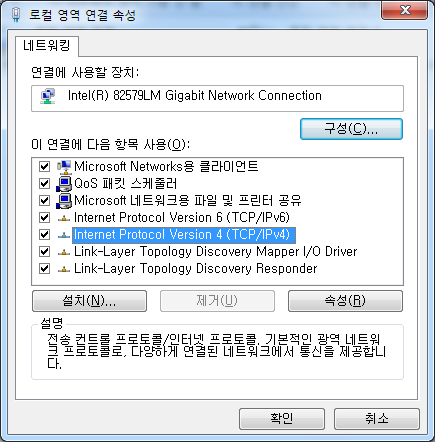 로컬 영역 연결 속성
네트워킹
연결에 사용할 장치:
Intel(R) 82579LM Gigabit Network Connection
구성(C)...
이 연결에 다음 항목 사용(O):
Microsoft Networks용 클라이언트
QoS 패킷 스케줄러
Microsoft 네트워크용 파일 및 프린터 공유
Internet Protocol Version 6 (TCP/IPv6)
Internet Protocol Version 4 (TCP/IPv4)
Link-Layer Topology Discovery Mapper I/O Driver
Link-Layer Topology Discovery Responder
설치(N)... 제거(U) 속성(R)
설명
전송 컨트롤 프로토콜/인터넷 프로토콜. 기본적인 광역 네트워
크 프로토콜로, 다양하게 연결된 네트워크에서 통신을 제공합니
다.
확인 취소